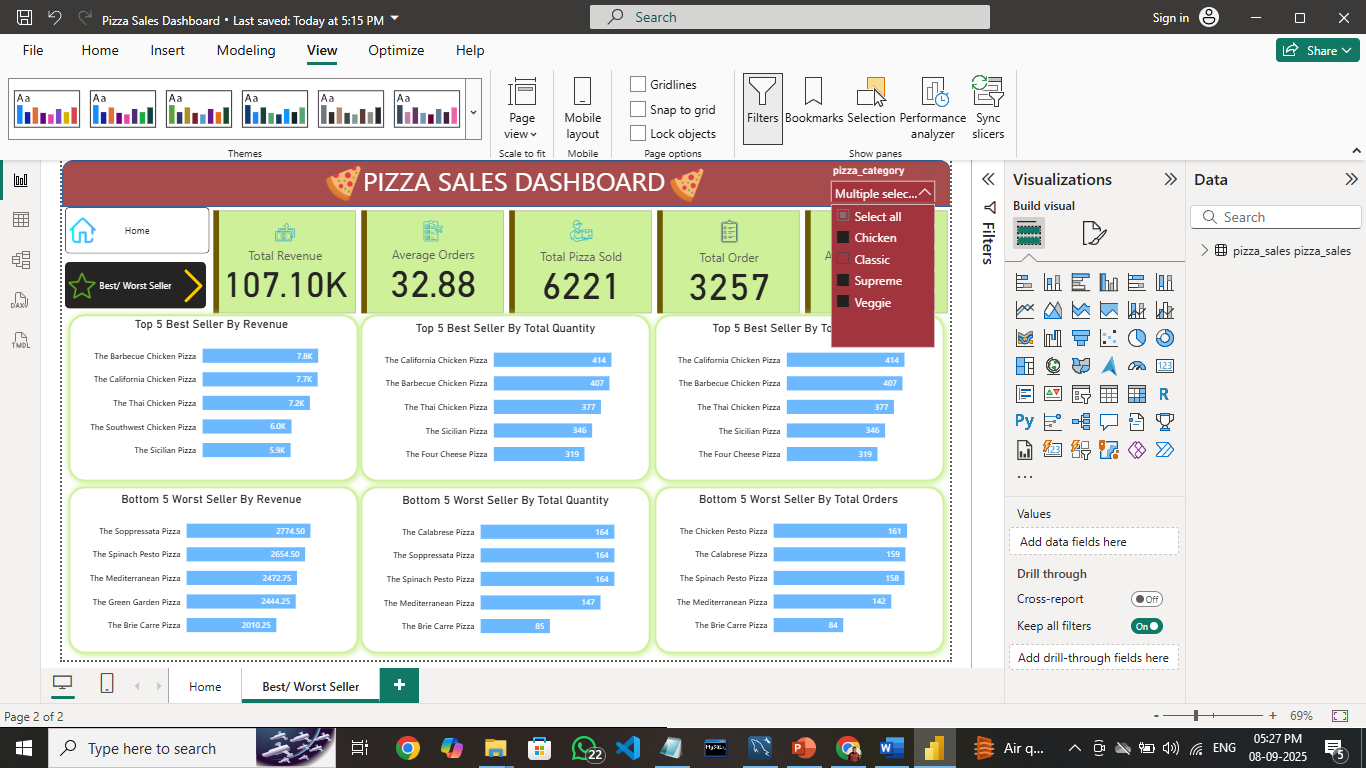 Pizza Sales Dashboard • Last saved: Today at 5:15 PM
Search
Sign in
File Home Insert Modeling View Optimize Help
Share
Aa Aa Aa Aa Aa Aa
Themes
Page view
Scale to fit
Mobile layout
Mobile
Gridlines
Snap to grid
Lock objects
Page options
Filters
Bookmarks
Selection
Performance analyzer
Sync slicers
Show panes
PIZZA SALES DASHBOARD
pizza_category
Multiple selec...
Select all
Chicken
Classic
Supreme
Veggie
Home
Best/ Worst Seller
Total Revenue
107.10K
Average Orders
32.88
Total Pizza Sold
6221
Total Order
3257
A
Top 5 Best Seller By Revenue
The Barbecue Chicken Pizza 7.8K
The California Chicken Pizza 7.7K
The Thai Chicken Pizza 7.2K
The Southwest Chicken Pizza 6.0K
The Sicilian Pizza 5.9K
Top 5 Best Seller By Total Quantity
The California Chicken Pizza 414
The Barbecue Chicken Pizza 407
The Thai Chicken Pizza 377
The Sicilian Pizza 346
The Four Cheese Pizza 319
Top 5 Best Seller By To
The California Chicken Pizza 414
The Barbecue Chicken Pizza 407
The Thai Chicken Pizza 377
The Sicilian Pizza 346
The Four Cheese Pizza 319
Bottom 5 Worst Seller By Revenue
The Soppressata Pizza 2774.50
The Spinach Pesto Pizza 2654.50
The Mediterranean Pizza 2472.75
The Green Garden Pizza 2444.25
The Brie Carre Pizza 2010.25
Bottom 5 Worst Seller By Total Quantity
The Calabrese Pizza 164
The Soppressata Pizza 164
The Spinach Pesto Pizza 164
The Mediterranean Pizza 147
The Brie Carre Pizza 85
Bottom 5 Worst Seller By Total Orders
The Chicken Pesto Pizza 161
The Calabrese Pizza 159
The Spinach Pesto Pizza 158
The Mediterranean Pizza 142
The Brie Carre Pizza 84
DAX
TMDL
Filters
Visualizations
Build visual
123
R
Py
123
...
Values
Add data fields here
Drill through
Cross-report
Off
Keep all filters
On
Add drill-through fields here
Data
Search
pizza_sales pizza_sales
Home
Best/ Worst Seller
+
Page 2 of 2
- + 69%
Type here to search
22
MySQL
Air q...
ENG
05:27 PM
08-09-2025
5